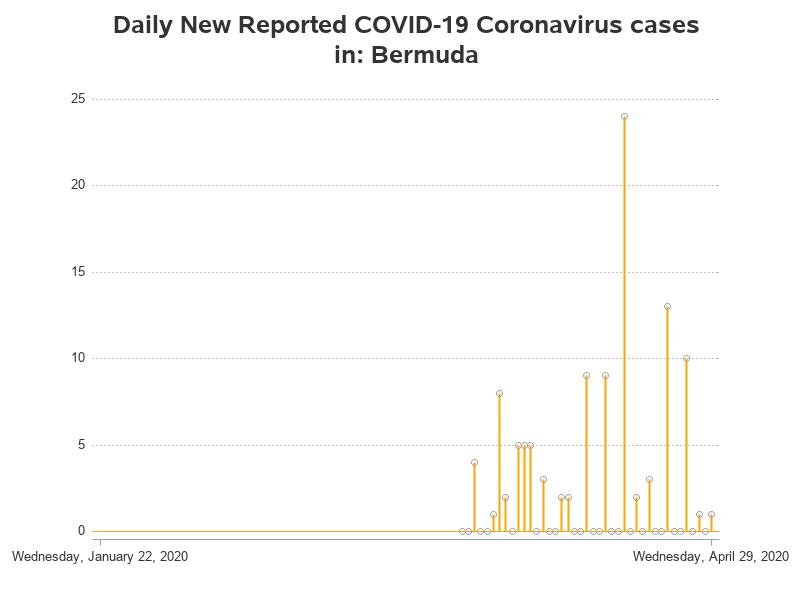 Daily New Reported COVID-19 Coronavirus cases
in: Bermuda
25
20
15
10
5
0
Wednesday, January 22, 2020 Wednesday, April 29, 2020